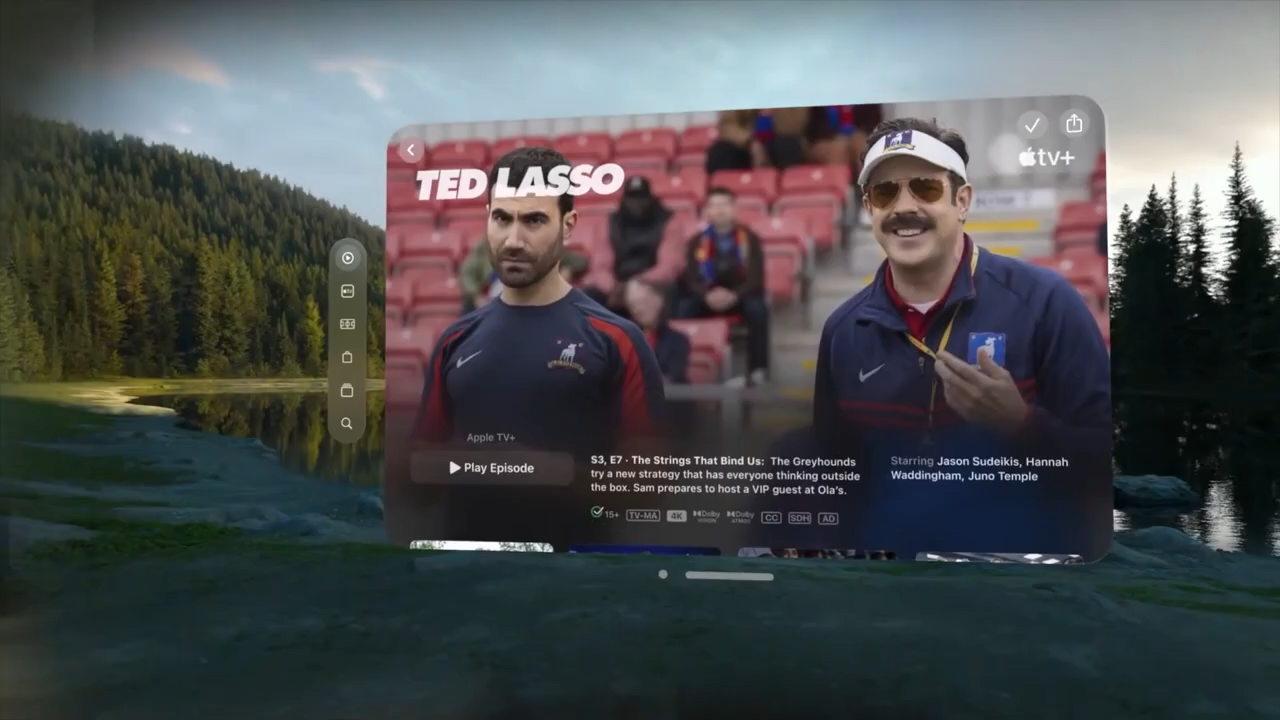 TED LASSO
tv+
Apple TV+
Play Episode
S3, E7 · The Strings That Bind Us: The Greyhounds
try a new strategy that has everyone thinking outside
the box. Sam prepares to host a VIP guest at Ola's.
Starring Jason Sudeikis, Hannah
Waddingham, Juno Temple
15+ TV-MA 4K Dolby VISION Dolby ATMOS CC SDH AD